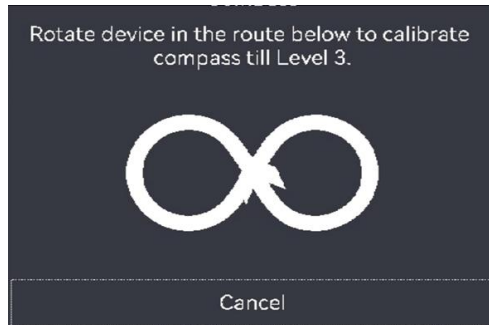 Rotate device in the route below to calibrate
compass till Level 3.
Cancel